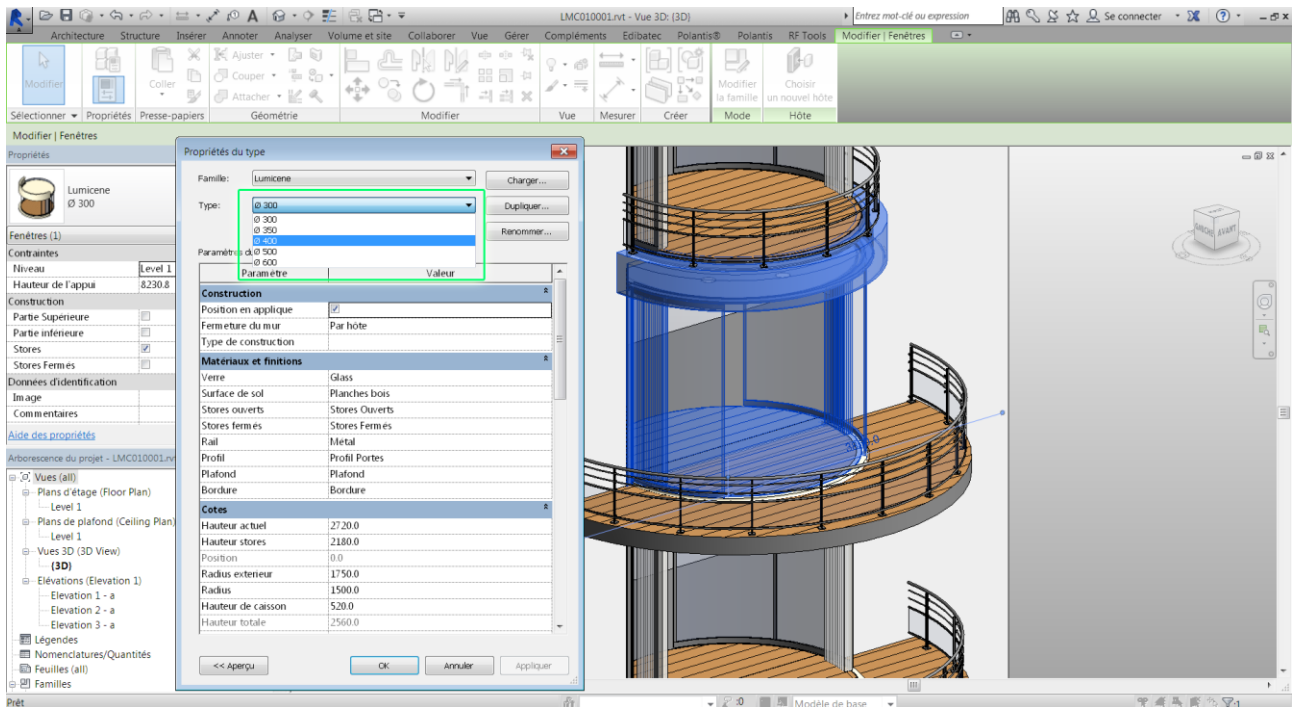 LMC010001.rvt - Vue 3D: {3D}
Entrez mot-clé ou expression
Se connecter
Architecture Structure Insérer Annoter Analyser Volume et site Collaborer Vue Gérer Compléments Edibatec Polantis® Polantis RF Tools Modifier | Fenêtres
Modifier
Coller
Ajuster
Couper
Attacher
Modifier la famille
Choisir un nouvel hôte
Sélectionner Propriétés Presse-papiers Géométrie Modifier Vue Mesurer Créer Mode Hôte
Modifier | Fenêtres
Propriétés
Lumicene
Ø 300
Fenêtres (1)
Contraintes
Niveau Level 1
Hauteur de l'appui 8230.8
Construction
Partie Supérieure
Partie inférieure
Stores
Stores Fermés
Données d'identification
Image
Commentaires
Aide des propriétés
Arborescence du projet - LMC010001.rv
Vues (all)
Plans d'étage (Floor Plan)
Level 1
Plans de plafond (Ceiling Plan)
Level 1
Vues 3D (3D View)
{3D}
Elévations (Elevation 1)
Elevation 1 - a
Elevation 2 - a
Elevation 3 - a
Légendes
Nomenclatures/Quantités
Feuilles (all)
Familles
Propriétés du type
Famille: Lumicene Charger...
Type: Ø 300 Dupliquer...
Ø 300
Ø 350
Renommer...
Ø 400
Ø 500
Ø 600
Paramètres d
Paramètre Valeur
Construction
Position en applique
Fermeture du mur Par hôte
Type de construction
Matériaux et finitions
Verre Glass
Surface de sol Planches bois
Stores ouverts Stores Ouverts
Stores fermés Stores Fermés
Rail Metal
Profil Profil Portes
Plafond Plafond
Bordure Bordure
Cotes
Hauteur actuel 2720.0
Hauteur stores 2180.0
Position 0.0
Radius exterieur 1750.0
Radius 1500.0
Hauteur de caisson 520.0
Hauteur totale 2560.0
<< Aperçu OK Annuler Appliquer
AVANT
Prêt
:0
Modèle de base
:1